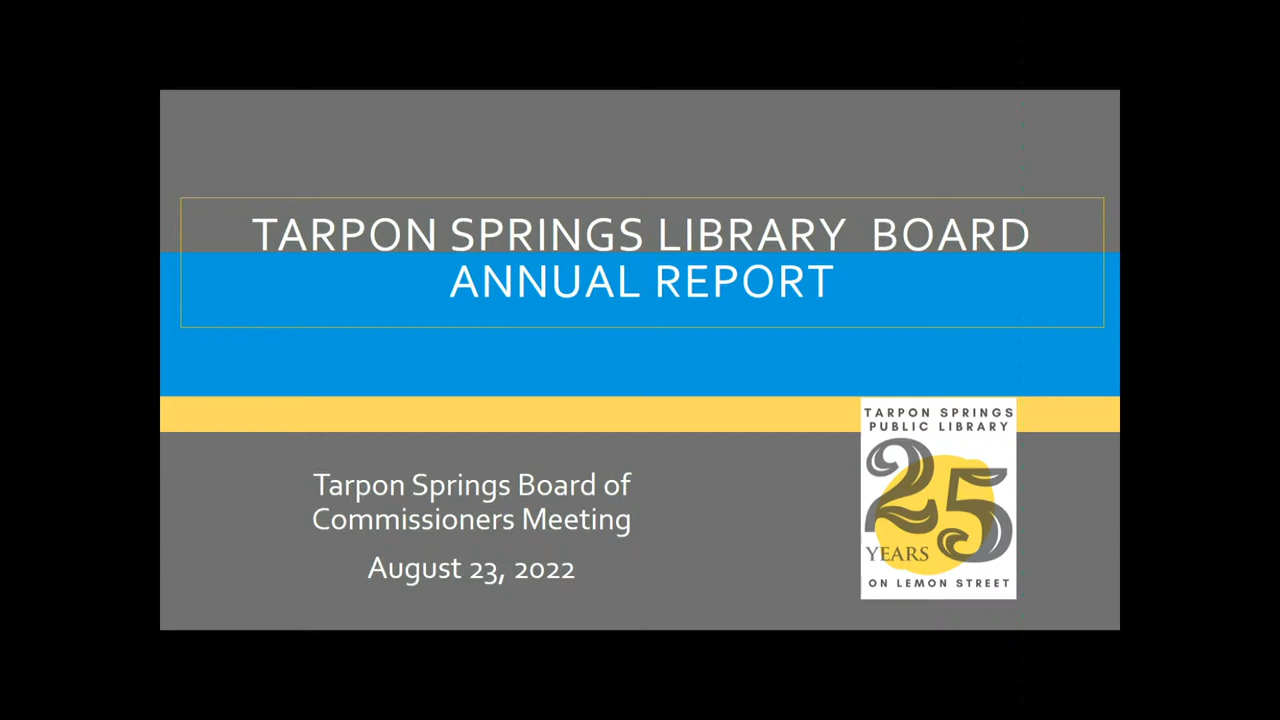 TARPON SPRINGS LIBRARY BOARD
ANNUAL REPORT
Tarpon Springs Board of
Commissioners Meeting
August 23, 2022
TARPON SPRINGS
PUBLIC LIBRARY
25
YEARS
ON LEMON STREET